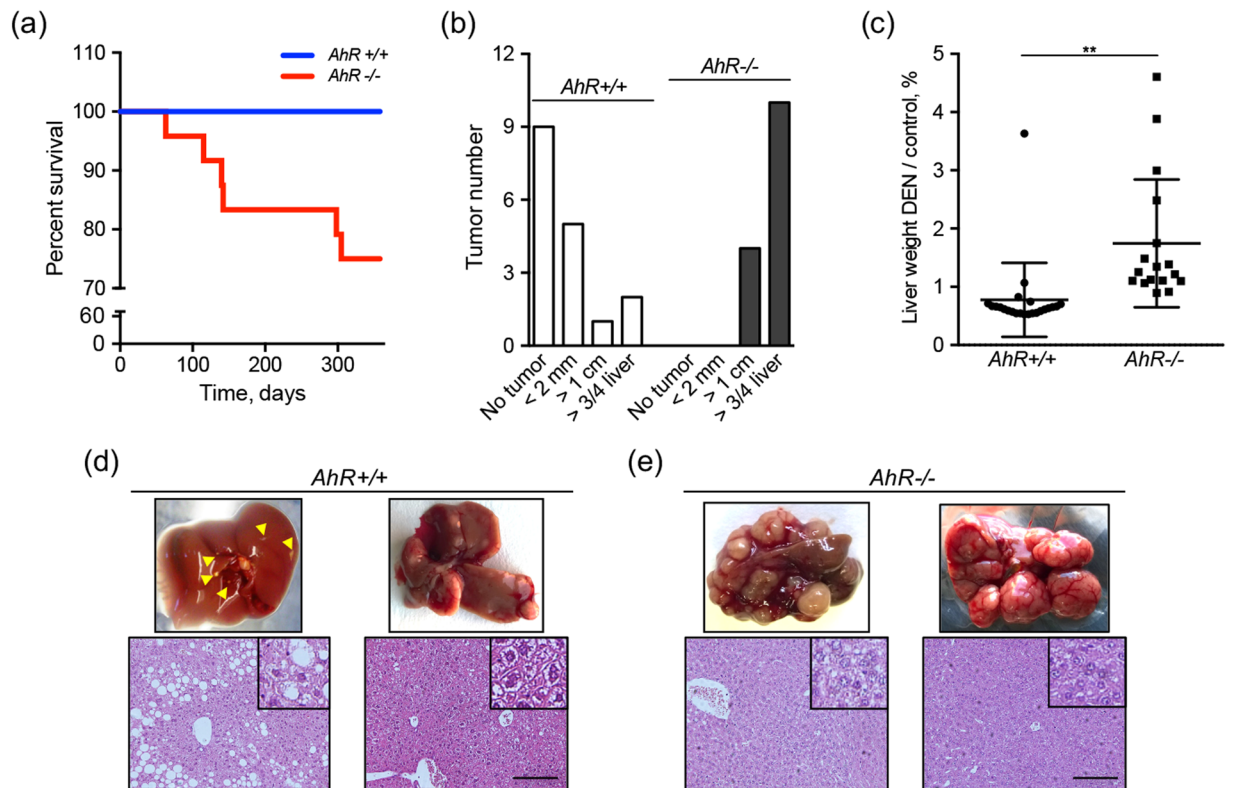 (a)
110
100
90
80
70
60
0
Percent survival
0 100 200 300
Time, days
AhR +/+
AhR -/-
(b)
12
9
6
3
0
Tumor number
AhR+/+
AhR-/-
No tumor
< 2 mm
> 1 cm
> 3/4 liver
No tumor
< 2 mm
> 1 cm
> 3/4 liver
(c)
5
4
3
2
1
0
Liver weight DEN / control, %
**
AhR+/+
AhR-/-
(d)
AhR+/+
(e)
AhR-/-